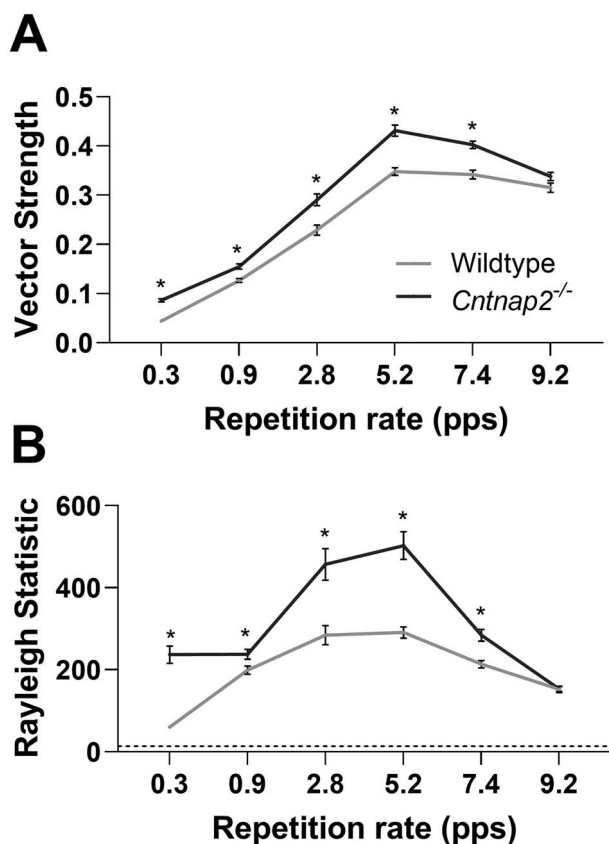 A
Vector Strength
0.5
0.4
0.3
0.2
0.1
0.0
* * * * *
Wildtype
Cntnap2-/-
0.3 0.9 2.8 5.2 7.4 9.2
Repetition rate (pps)
B
Rayleigh Statistic
600
400
200
0
* * * * *
0.3 0.9 2.8 5.2 7.4 9.2
Repetition rate (pps)